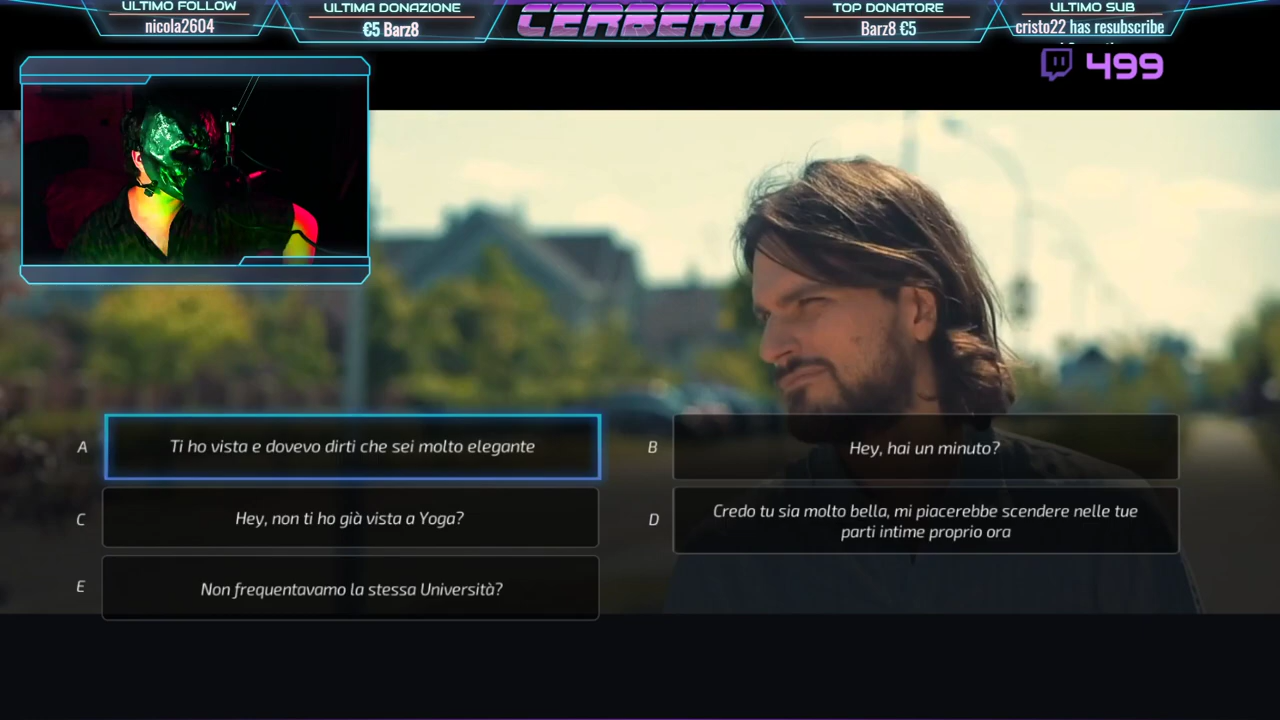 ULTIMO FOLLOW
nicola2604
ULTIMA DONAZIONE
€5 Barz8
CERBERO
TOP DONATORE
Barz8 €5
ULTIMO SUB
cristo22 has resubscribe
499
A
Ti ho vista e dovevo dirti che sei molto elegante
B
Hey, hai un minuto?
C
Hey, non ti ho già vista a Yoga?
D
Credo tu sia molto bella, mi piacerebbe scendere nelle tue
parti intime proprio ora
E
Non frequentavamo la stessa Università?